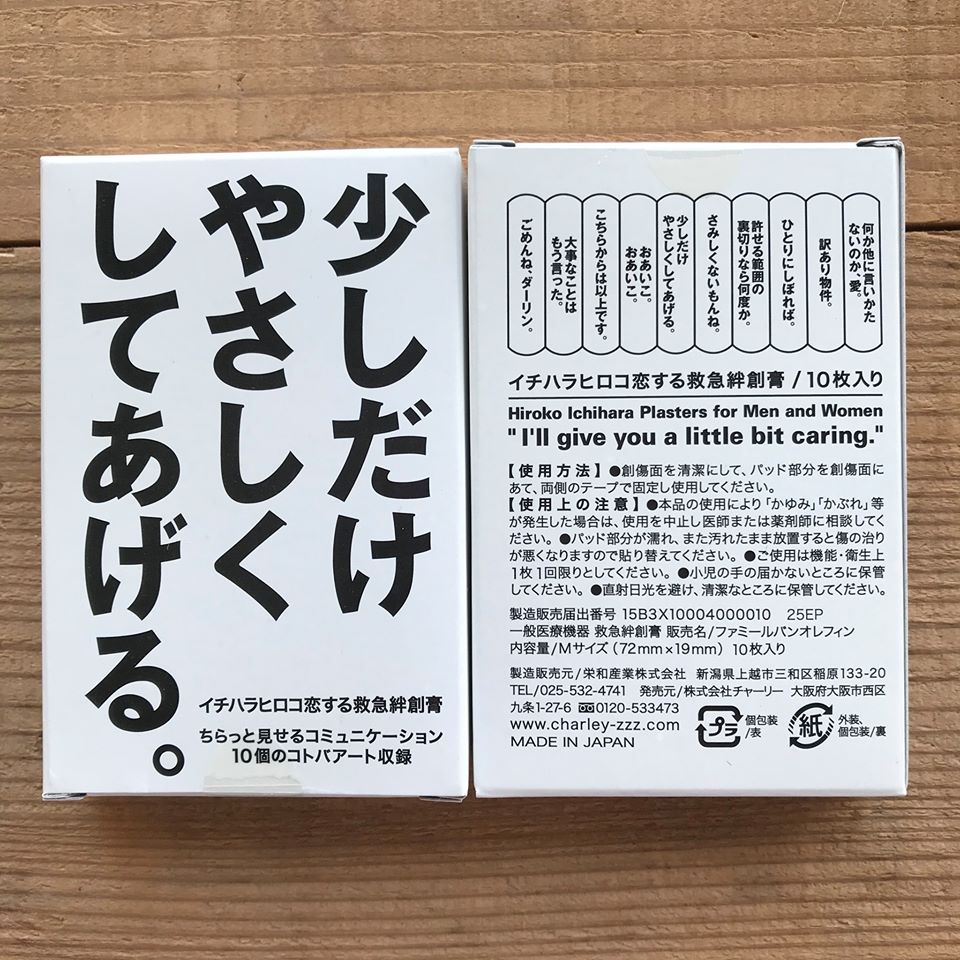 少しだけ
やさしく
してあげる。
イチハラヒロコ恋する救急絆創膏
ちらっと見せるコミュニケーション
10個のコトバアート収録
何か他に言いかた
ないのか、愛。
訳あり物件。
ひとりにしぼれば。
許せる範囲の
裏切りなら何度か。
さみしくないもんね。
少しだけ
やさしくしてあげる。
おあいこ。
おあいこ。
こちらからは以上です。
大事なことは
もう言った。
ごめんね、ダーリン。
イチハラヒロコ恋する救急絆創膏 / 10枚入り
Hiroko Ichihara Plasters for Men and Women
"I'll give you a little bit caring."
【使用方法】●創傷面を清潔にして、パッド部分を創傷面に
あて、両側のテープで固定し使用してください。
【使用上の注意】●本品の使用により「かゆみ」「かぶれ」等
が発生した場合は、使用を中止し医師または薬剤師に相談してく
ださい。●パッド部分が濡れ、また汚れたまま放置すると傷の治り
が悪くなりますので貼り替えてください。●ご使用は機能・衛生上
1枚1回限りとしてください。●小児の手の届かないところに保管
してください。●直射日光を避け、清潔なところに保管してください。
製造販売届出番号 15B3X10004000010 25EP
一般医療機器 救急絆創膏 販売名/ファミールバンオレフィン
内容量/Mサイズ(72mm×19mm) 10枚入り
製造販売元/栄和産業株式会社 新潟県上越市三和区稲原133-20
TEL/025-532-4741 発売元/株式会社チャーリー 大阪府大阪市西区
九条1-27-6 0120-533473
www.charley-zzz.com
MADE IN JAPAN
プラ
個包装
/表
紙
外装、
個包装/裏